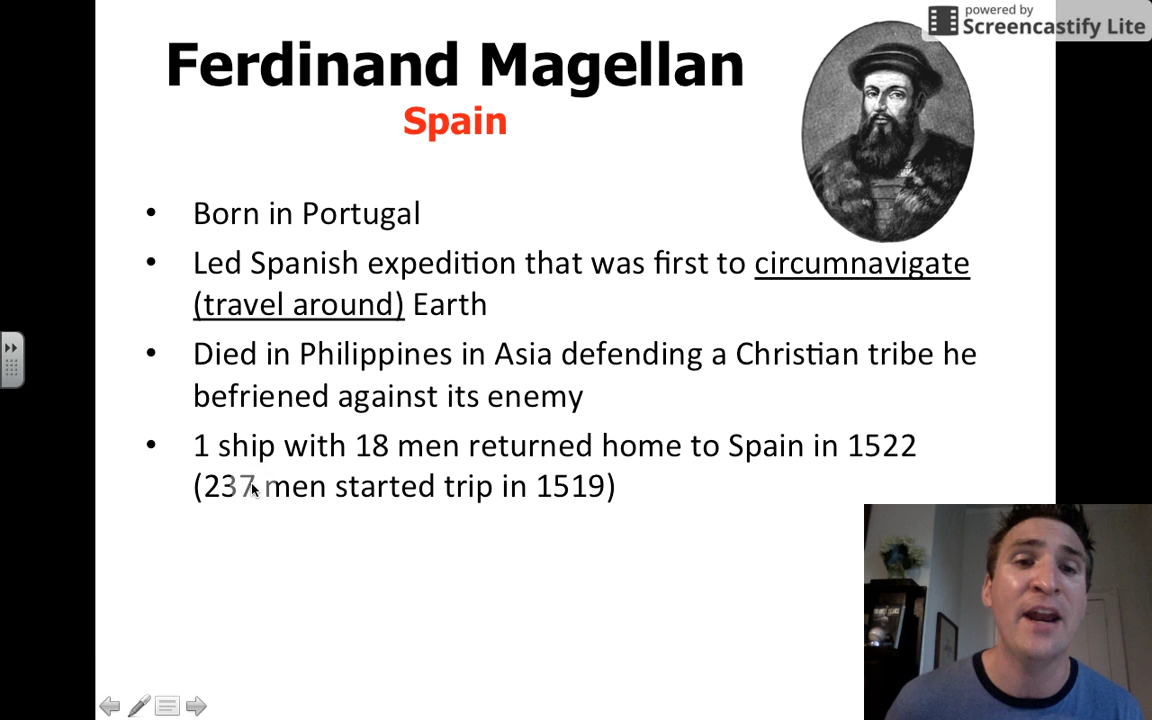 powered by
Screencastify Lite
Ferdinand Magellan
Spain
• Born in Portugal
• Led Spanish expedition that was first to circumnavigate
(travel around) Earth
• Died in Philippines in Asia defending a Christian tribe he
befriened against its enemy
• 1 ship with 18 men returned home to Spain in 1522
(237 men started trip in 1519)